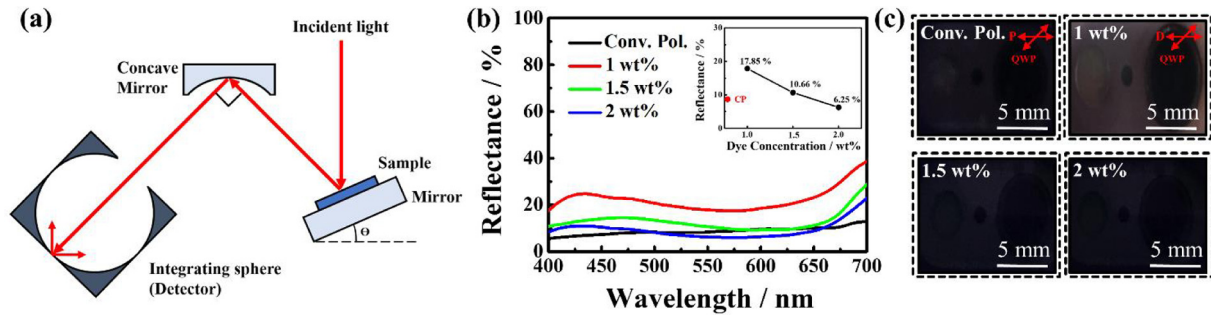 (a)
Incident light
Concave
Mirror
Sample
Mirror
Θ
Integrating sphere
(Detector)
(b)
Reflectance / %
100
80
60
40
20
0
400 450 500 550 600 650 700
Wavelength / nm
Conv. Pol.
1 wt%
1.5 wt%
2 wt%
Reflectance / %
30
20
10
0
17.85 %
10.66 %
6.25 %
CP
1.0 1.5 2.0
Dye Concentration / wt%
(c)
Conv. Pol.
P
QWP
5 mm
1 wt%
D
QWP
5 mm
1.5 wt%
5 mm
2 wt%
5 mm